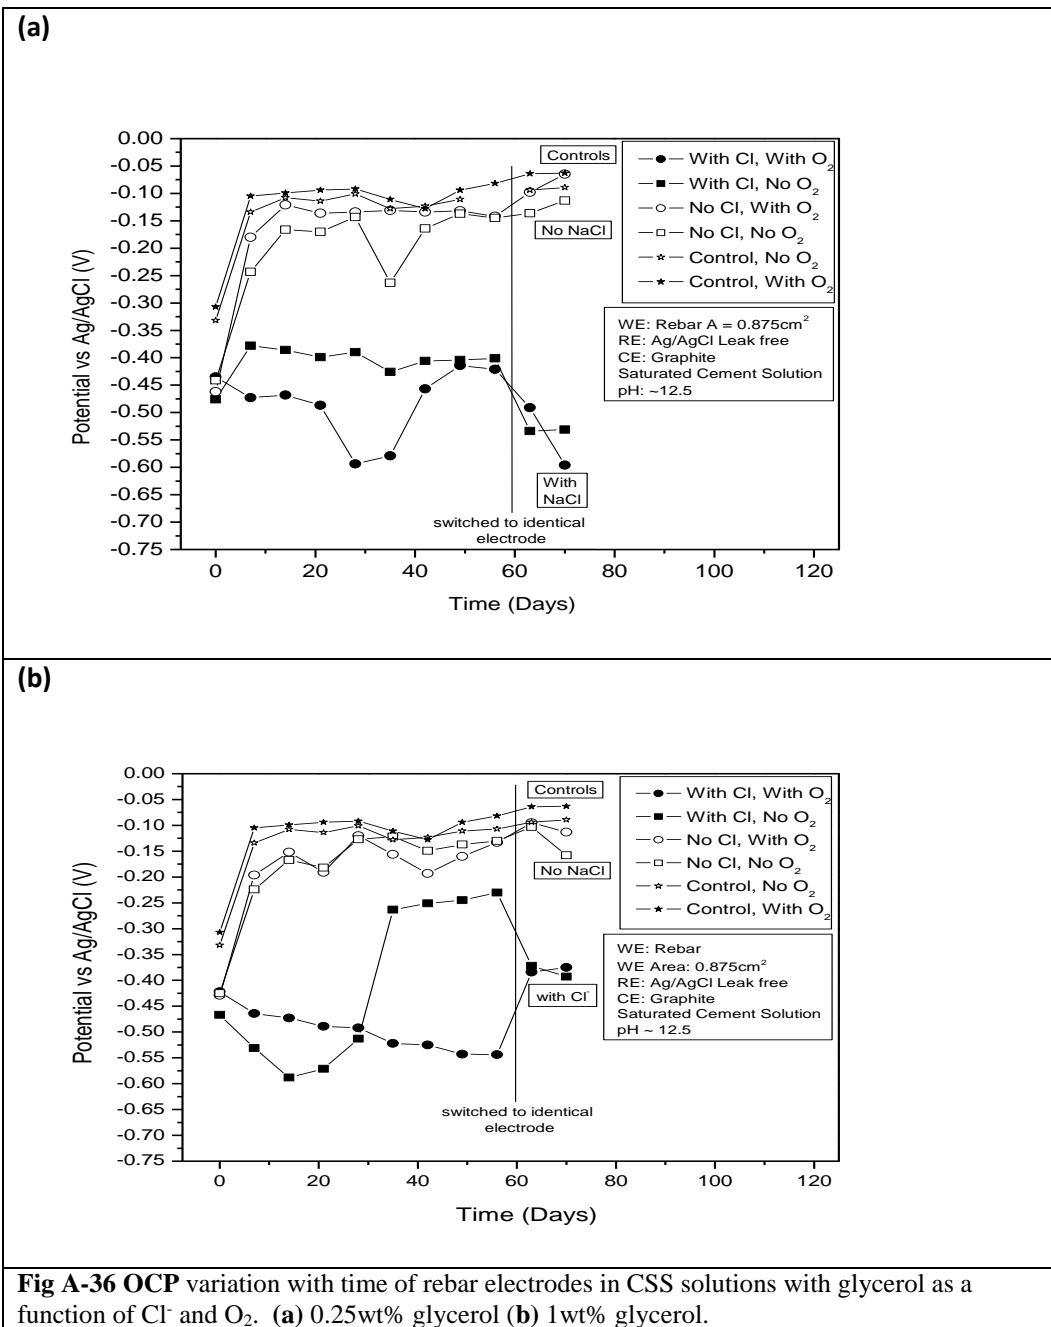 (a)
0.00
-0.05
-0.10
-0.15
-0.20
-0.25
-0.30
-0.35
-0.40
-0.45
-0.50
-0.55
-0.60
-0.65
-0.70
-0.75
Potential vs Ag/AgCl (V)
0
20
40
60
80
100
120
Time (Days)
Controls
No NaCl
With
NaCl
switched to identical
electrode
With Cl, With O₂
With Cl, No O₂
No Cl, With O₂
No Cl, No O₂
Control, No O₂
Control, With O₂
WE: Rebar A = 0.875cm²
RE: Ag/AgCl Leak free
CE: Graphite
Saturated Cement Solution
pH: ~12.5
(b)
0.00
-0.05
-0.10
-0.15
-0.20
-0.25
-0.30
-0.35
-0.40
-0.45
-0.50
-0.55
-0.60
-0.65
-0.70
-0.75
Potential vs Ag/AgCl (V)
0
20
40
60
80
100
120
Time (Days)
Controls
No NaCl
with Cl⁻
switched to identical
electrode
With Cl, With O₂
With Cl, No O₂
No Cl, With O₂
No Cl, No O₂
Control, No O₂
Control, With O₂
WE: Rebar
WE Area: 0.875cm²
RE: Ag/AgCl Leak free
CE: Graphite
Saturated Cement Solution
pH ~ 12.5
Fig A-36 OCP variation with time of rebar electrodes in CSS solutions with glycerol as a
function of Cl⁻ and O₂. (a) 0.25wt% glycerol (b) 1wt% glycerol.